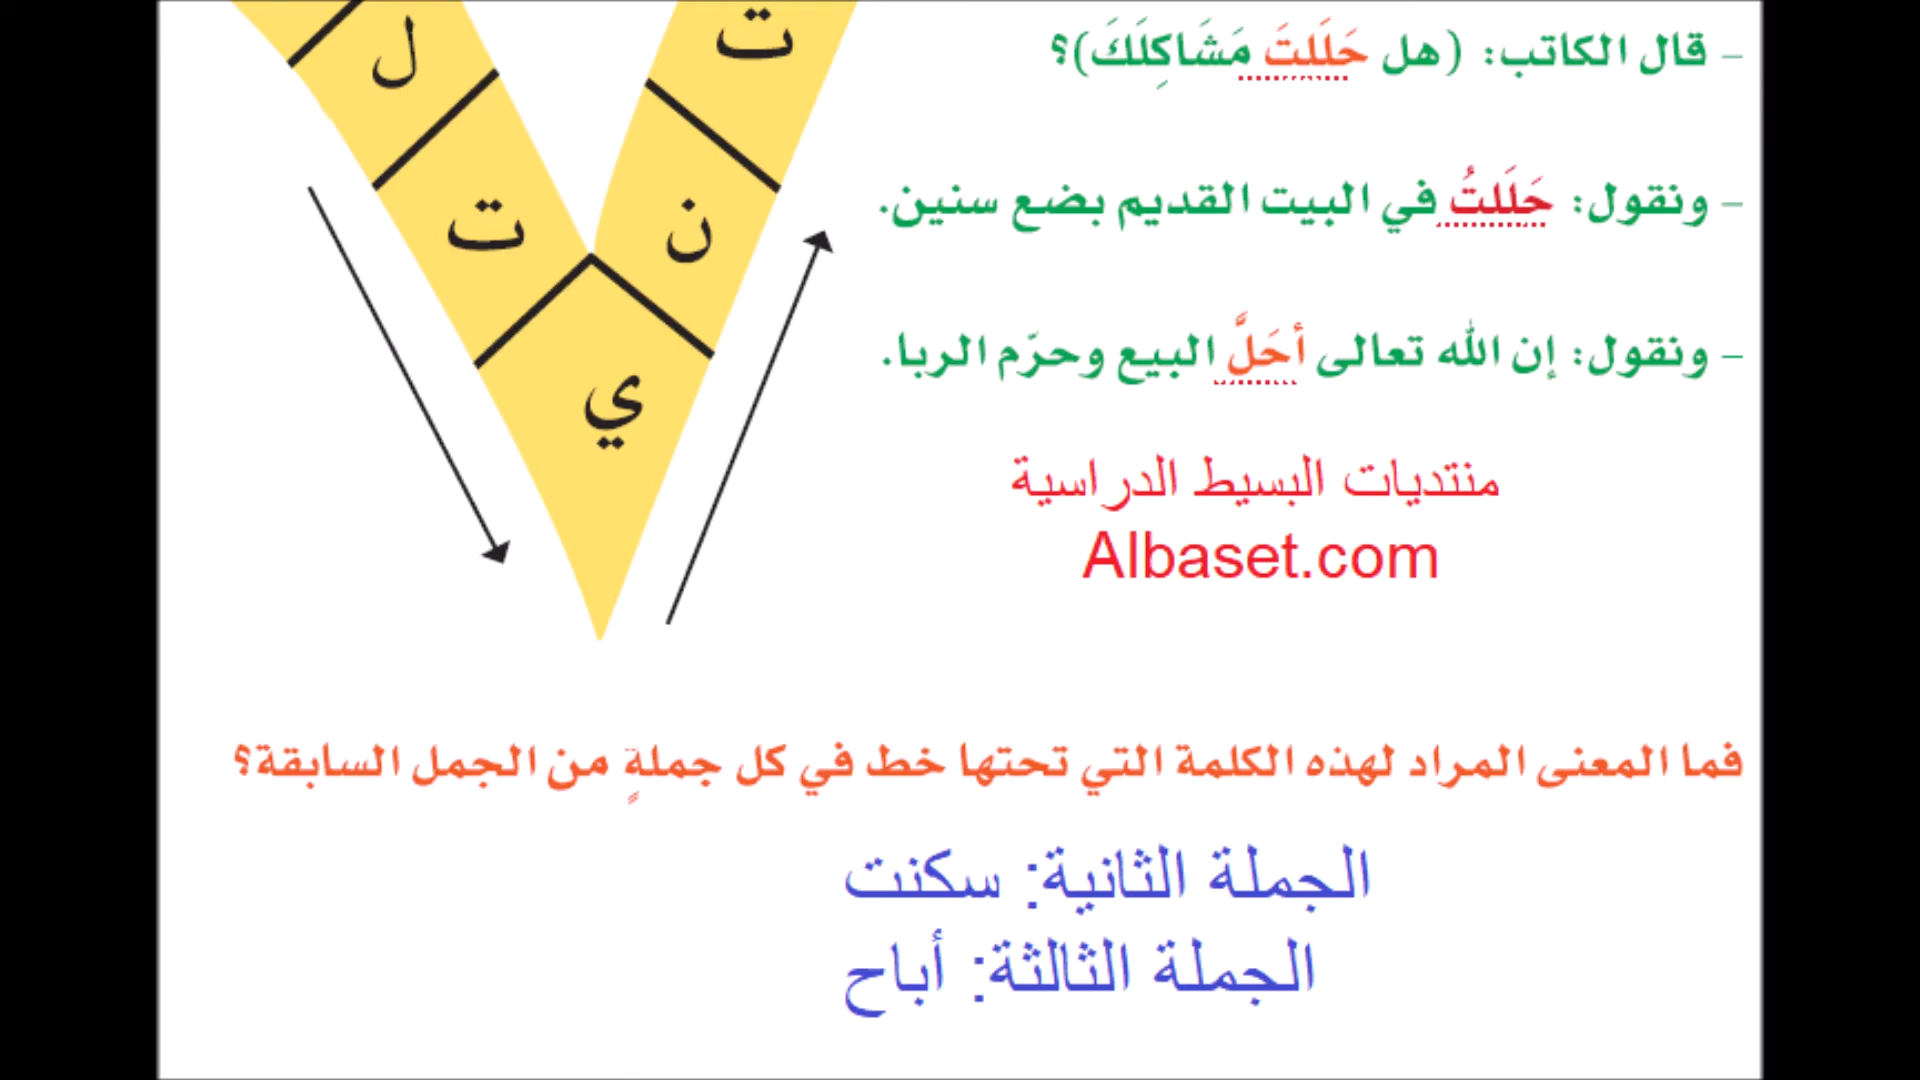 – قال الكاتب: (هل حَلَلتَ مَشَاكِلَكَ)؟
– ونقول: حَلَلتُ في البيت القديم بضع سنين.
– ونقول: إن الله تعالى أحَلَّ البيع وحرّم الربا.
منتديات البسيط الدراسية
Albaset.com
ل
ت
ي
ن
ت
فما المعنى المراد لهذه الكلمة التي تحتها خط في كل جملةٍ من الجمل السابقة؟
الجملة الثانية: سكنت
الجملة الثالثة: أباح